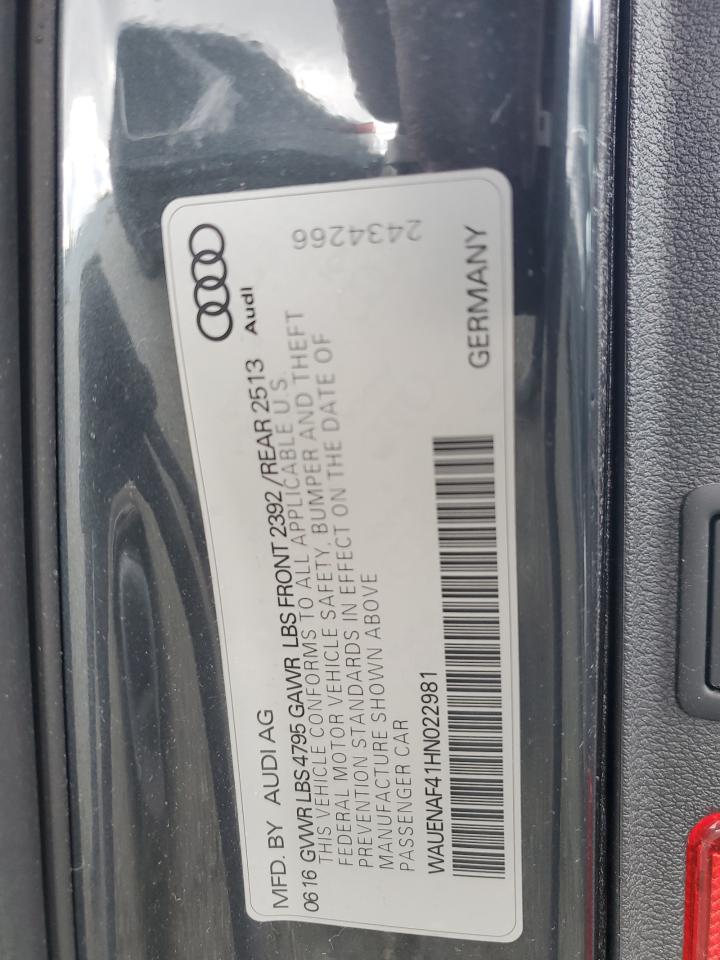 MFD. BY AUDI AG
0616 GVWR LBS 4795 GAWR LBS FRONT 2392 /REAR 2513
THIS VEHICLE CONFORMS TO ALL APPLICABLE U.S.
FEDERAL MOTOR VEHICLE SAFETY, BUMPER AND THEFT
PREVENTION STANDARDS IN EFFECT ON THE DATE OF
MANUFACTURE SHOWN ABOVE
PASSENGER CAR
WAUENAF41HN022981
Audi
2434266
GERMANY